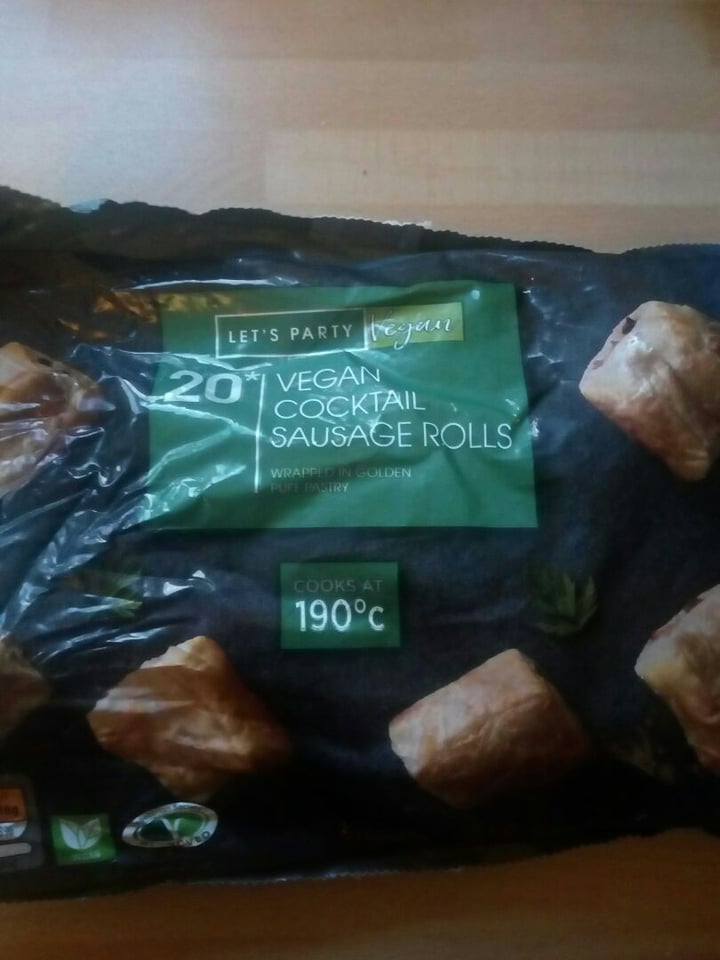 LET'S PARTY Vegan
20*
VEGAN
COCKTAIL
SAUSAGE ROLLS
WRAPPED IN GOLDEN
PUFF PASTRY
COOKS AT
190°C